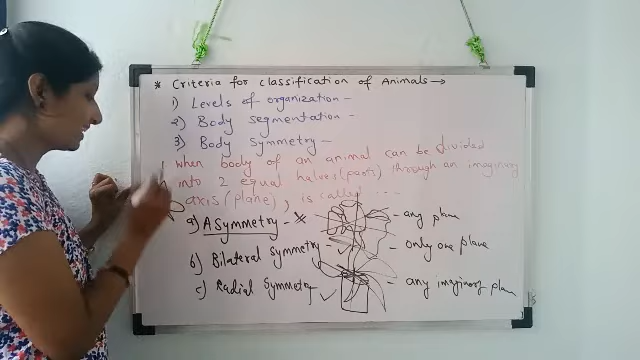 * Criteria for classification of Animals→
1) Levels of organization -
2) Body segmentation -
3) Body Symmetry -
When body of an animal can be divided
into 2 equal halves (parts) through an imaginary
axis (plane), is called ---
a) ASymmetry - × - any plane
b) Bilateral Symmetry - ✓ - only one plane
c) Radial Symmetry ✓ - any imaginary plane